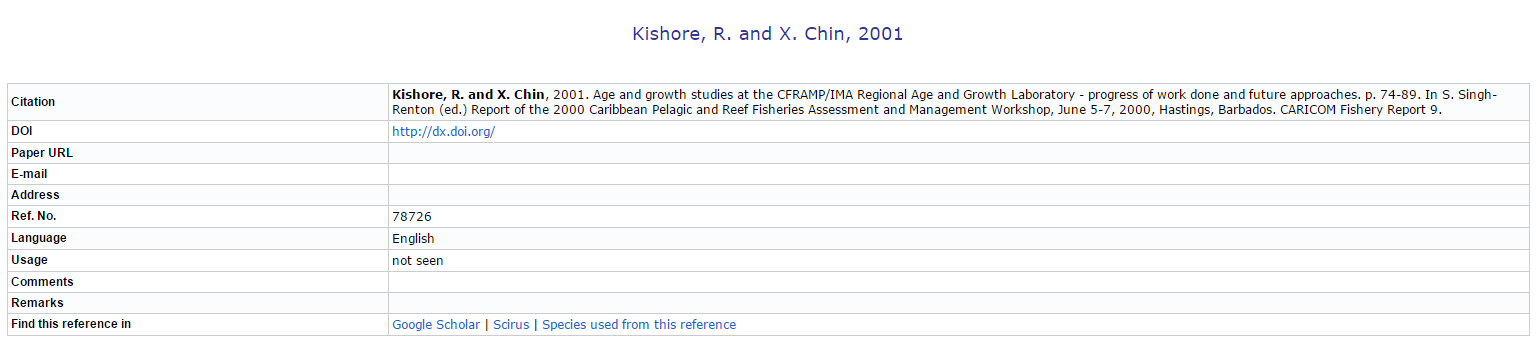 Kishore, R. and X. Chin, 2001
Citation
Kishore, R. and X. Chin, 2001. Age and growth studies at the CFRAMP/IMA Regional Age and Growth Laboratory - progress of work done and future approaches. p. 74-89. In S. Singh-
Renton (ed.) Report of the 2000 Caribbean Pelagic and Reef Fisheries Assessment and Management Workshop, June 5-7, 2000, Hastings, Barbados. CARICOM Fishery Report 9.
DOI http://dx.doi.org/
Paper URL
E-mail
Address
Ref. No. 78726
Language English
Usage not seen
Comments
Remarks
Find this reference in Google Scholar | Scirus | Species used from this reference